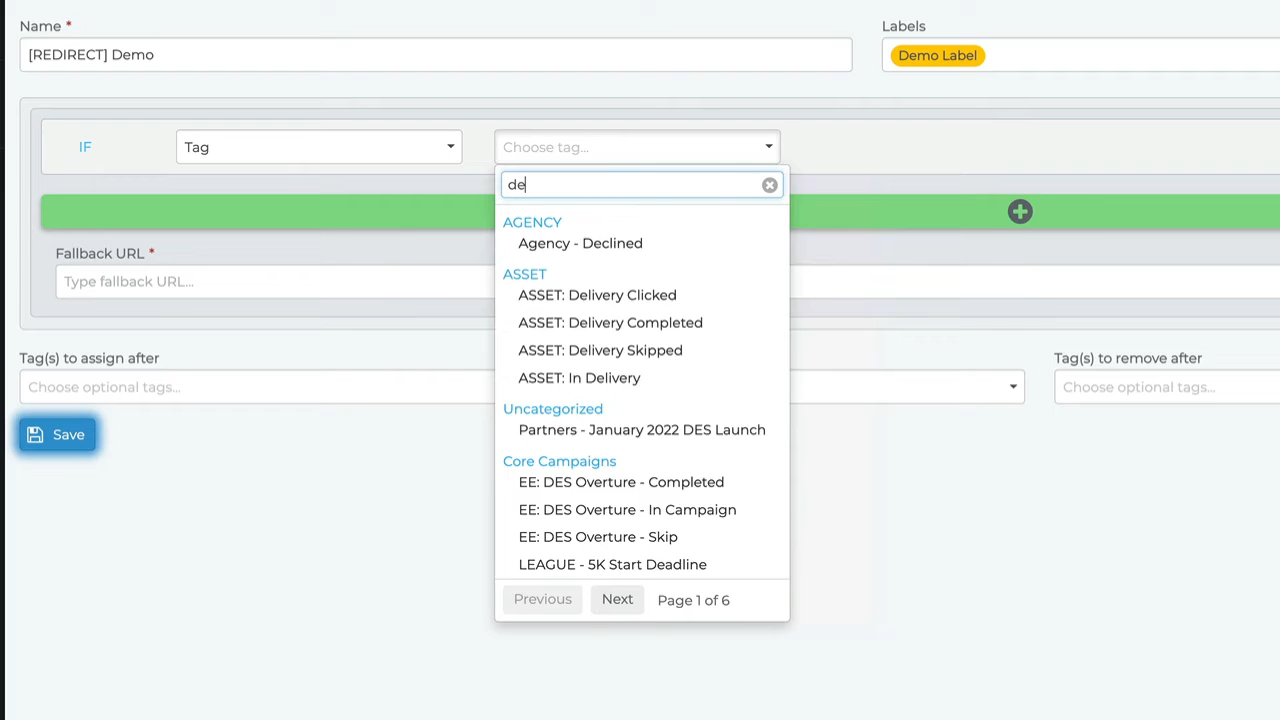 Name *
Labels
[REDIRECT] Demo
Demo Label
IF
Tag
Choose tag...
de
AGENCY
Agency - Declined
Fallback URL *
Type fallback URL...
ASSET
ASSET: Delivery Clicked
ASSET: Delivery Completed
ASSET: Delivery Skipped
ASSET: In Delivery
Tag(s) to assign after
Tag(s) to remove after
Choose optional tags...
Choose optional tags...
Uncategorized
Partners - January 2022 DES Launch
Save
Core Campaigns
EE: DES Overture - Completed
EE: DES Overture - In Campaign
EE: DES Overture - Skip
LEAGUE - 5K Start Deadline
Previous
Next
Page 1 of 6